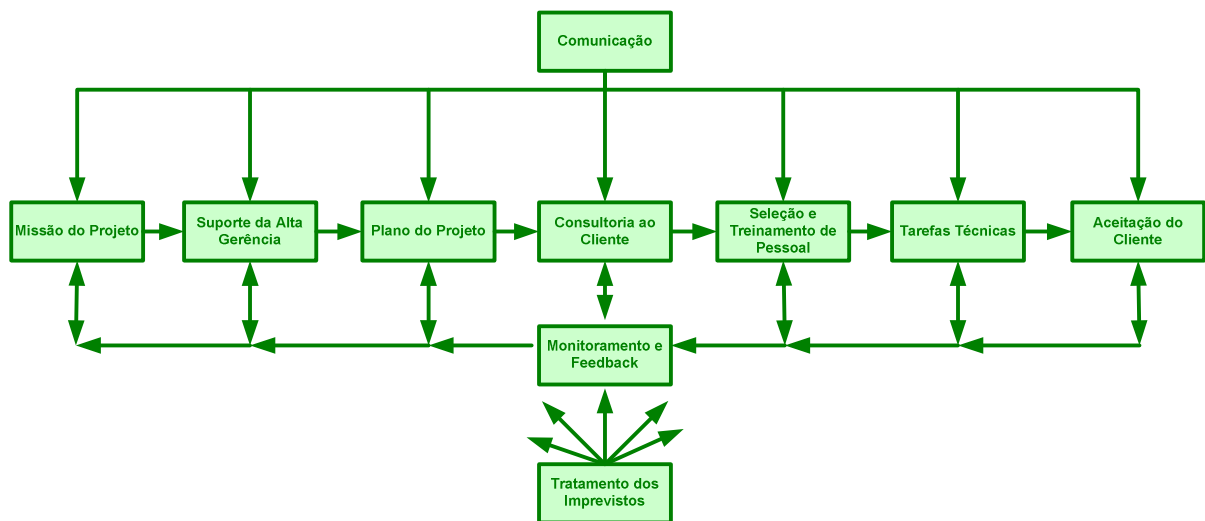 Comunicação
Missão do Projeto
Suporte da Alta
Gerência
Plano do Projeto
Consultoria ao
Cliente
Seleção e
Treinamento de
Pessoal
Tarefas Técnicas
Aceitação do
Cliente
Monitoramento e
Feedback
Tratamento dos
Imprevistos